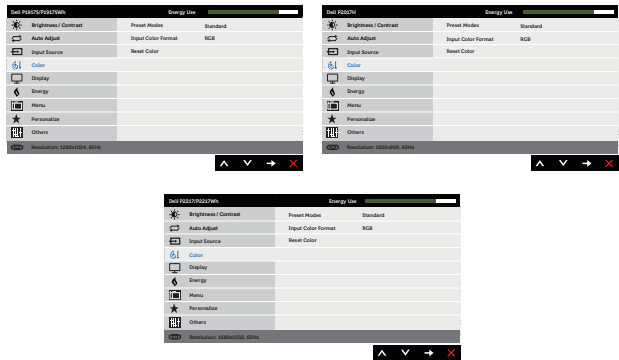 Dell P1917S/P1917SWh Energy Use
Brightness / Contrast Preset Modes Standard
Auto Adjust Input Color Format RGB
Input Source Reset Color
Color
Display
Energy
Menu
Personalize
Others
Resolution: 1280x1024, 60Hz
Dell P2017H Energy Use
Brightness / Contrast Preset Modes Standard
Auto Adjust Input Color Format RGB
Input Source Reset Color
Color
Display
Energy
Menu
Personalize
Others
Resolution: 1600x900, 60Hz
Dell P2217/P2217Wh Energy Use
Brightness / Contrast Preset Modes Standard
Auto Adjust Input Color Format RGB
Input Source Reset Color
Color
Display
Energy
Menu
Personalize
Others
Resolution: 1680x1050, 60Hz